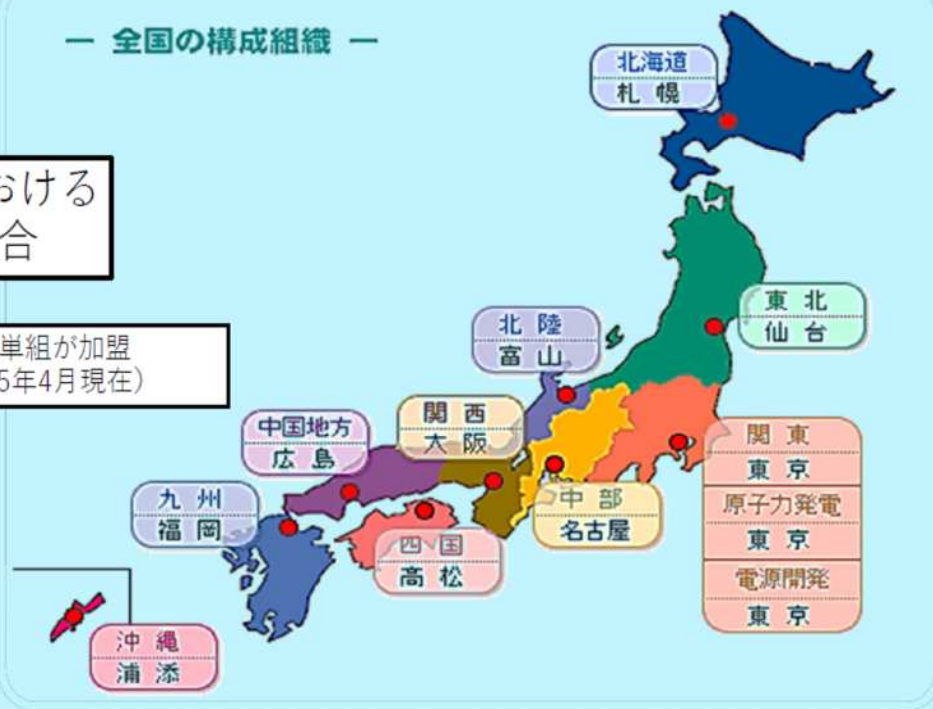 ― 全国の構成組織 ―
北海道
札幌
おける
合
東北
仙台
北陸
富山
単組が加盟
5年4月現在）
関西
大阪
中国地方
広島
関東
東京
原子力発電
東京
電源開発
東京
中部
名古屋
九州
福岡
四国
高松
沖縄
浦添